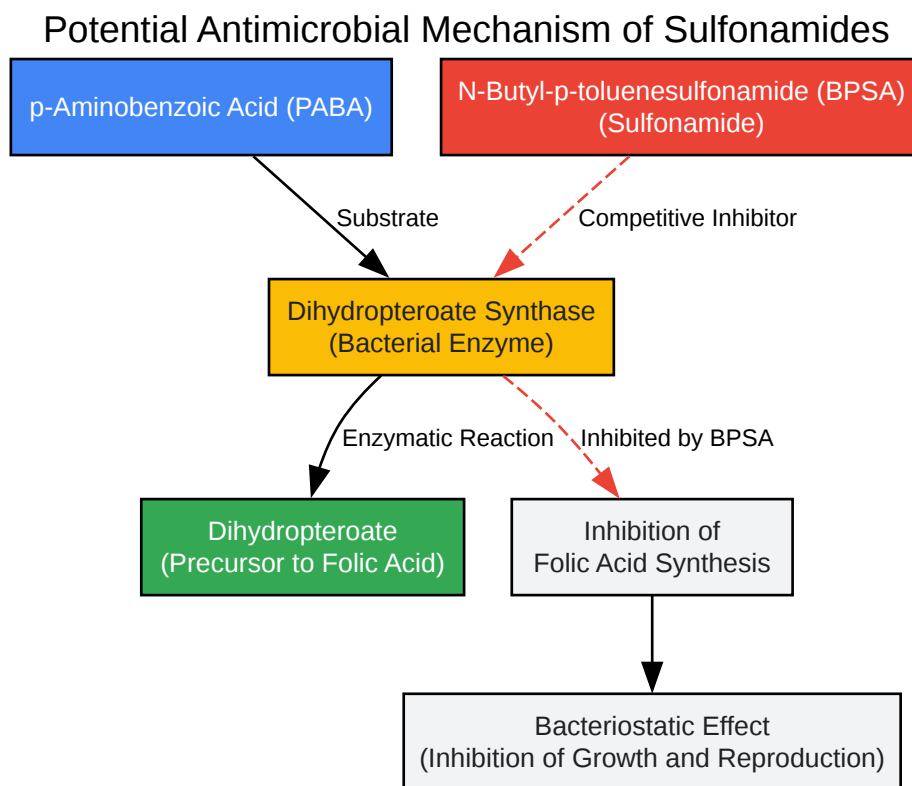 Potential Antimicrobial Mechanism of Sulfonamides
p-Aminobenzoic Acid (PABA)
N-Butyl-p-toluenesulfonamide (BPSA)
(Sulfonamide)
Substrate
Competitive Inhibitor
Dihydropteroate Synthase
(Bacterial Enzyme)
Enzymatic Reaction
Inhibited by BPSA
Dihydropteroate
(Precursor to Folic Acid)
Inhibition of
Folic Acid Synthesis
Bacteriostatic Effect
(Inhibition of Growth and Reproduction)